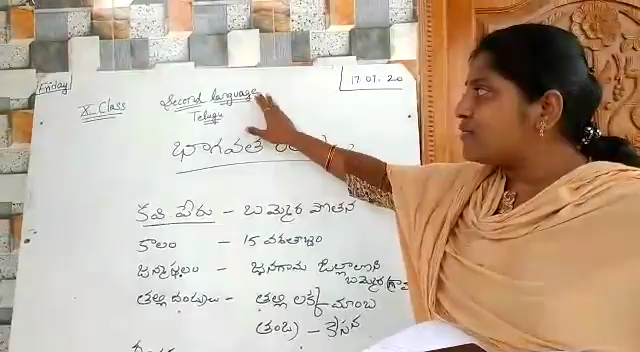 Friday
17.07.20
X Class
Second language
Telugu
భాగవత
కవి పేరు - బమ్మెర పోతన
కాలం - 15 వ శతాబ్దం
జన్మస్థలం - జనగామ జిల్లాలోని
బమ్మెర గ్రామ
తల్లి దండ్రులు - తల్లి లక్
మాంబ
తండ్రి - కేసన